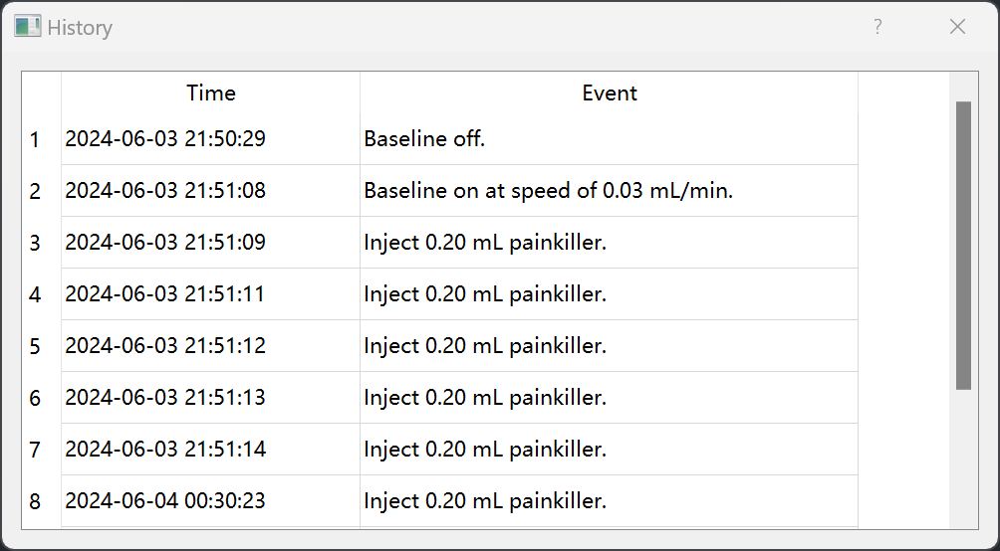 History
?
Time Event
1 2024-06-03 21:50:29 Baseline off.
2 2024-06-03 21:51:08 Baseline on at speed of 0.03 mL/min.
3 2024-06-03 21:51:09 Inject 0.20 mL painkiller.
4 2024-06-03 21:51:11 Inject 0.20 mL painkiller.
5 2024-06-03 21:51:12 Inject 0.20 mL painkiller.
6 2024-06-03 21:51:13 Inject 0.20 mL painkiller.
7 2024-06-03 21:51:14 Inject 0.20 mL painkiller.
8 2024-06-04 00:30:23 Inject 0.20 mL painkiller.